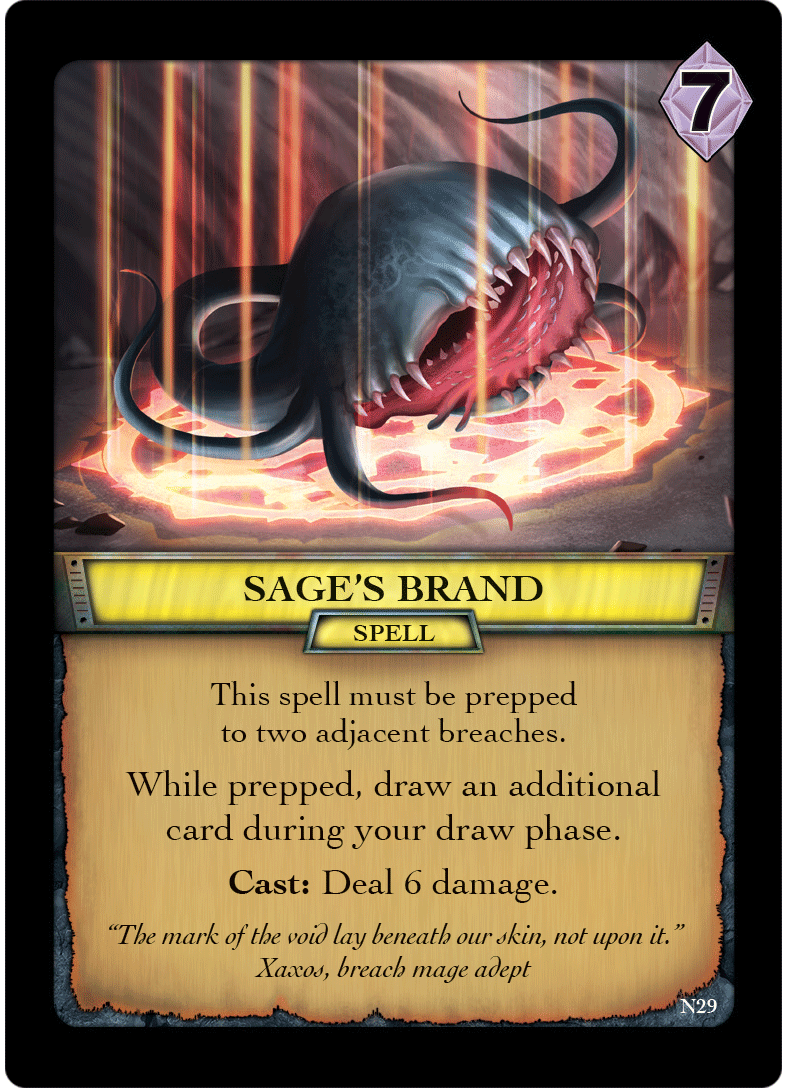 7
SAGE'S BRAND
SPELL
This spell must be prepped
to two adjacent breaches.
While prepped, draw an additional
card during your draw phase.
Cast: Deal 6 damage.
“The mark of the void lay beneath our skin, not upon it.”
Xaxos, breach mage adept
N29